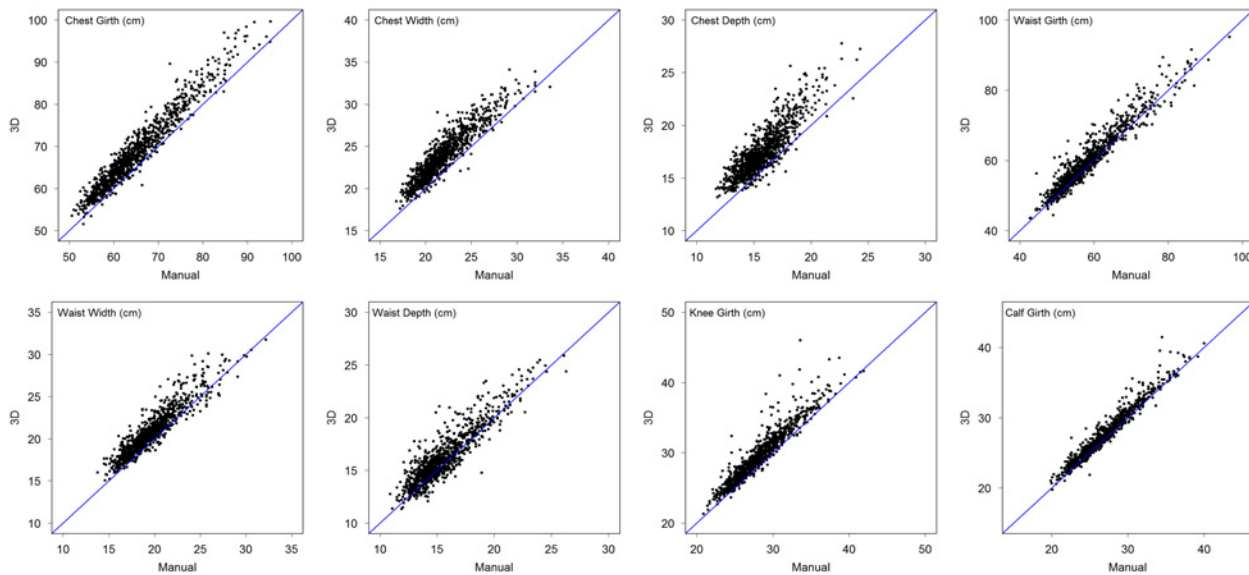 Chest Girth (cm)
100
90
80
70
60
50
3D
50 60 70 80 90 100
Manual
Chest Width (cm)
40
35
30
25
20
15
3D
15 20 25 30 35 40
Manual
Chest Depth (cm)
30
25
20
15
10
3D
10 15 20 25 30
Manual
Waist Girth (cm)
100
80
60
40
3D
40 60 80 100
Manual
Waist Width (cm)
35
30
25
20
15
10
3D
10 15 20 25 30 35
Manual
Waist Depth (cm)
30
25
20
15
10
3D
10 15 20 25 30
Manual
Knee Girth (cm)
50
40
30
20
3D
20 30 40 50
Manual
Calf Girth (cm)
40
30
20
3D
20 30 40
Manual